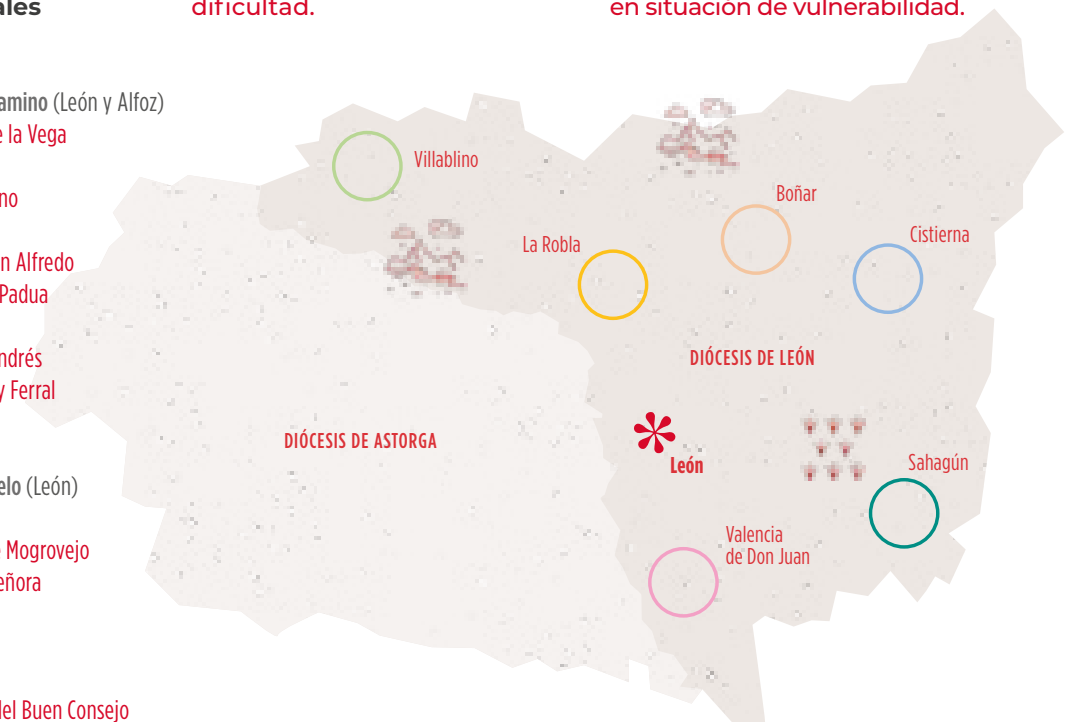 ales
dificultad.
en situación de vulnerabilidad.
amino (León y Alfoz)
e la Vega
no
n Alfredo
Padua
ndrés
y Ferral
elo (León)
e Mogrovejo
eñora
del Buen Consejo
Villablino
Boñar
La Robla
Cistierna
DIÓCESIS DE LEÓN
DIÓCESIS DE ASTORGA
León
Sahagún
Valencia
de Don Juan